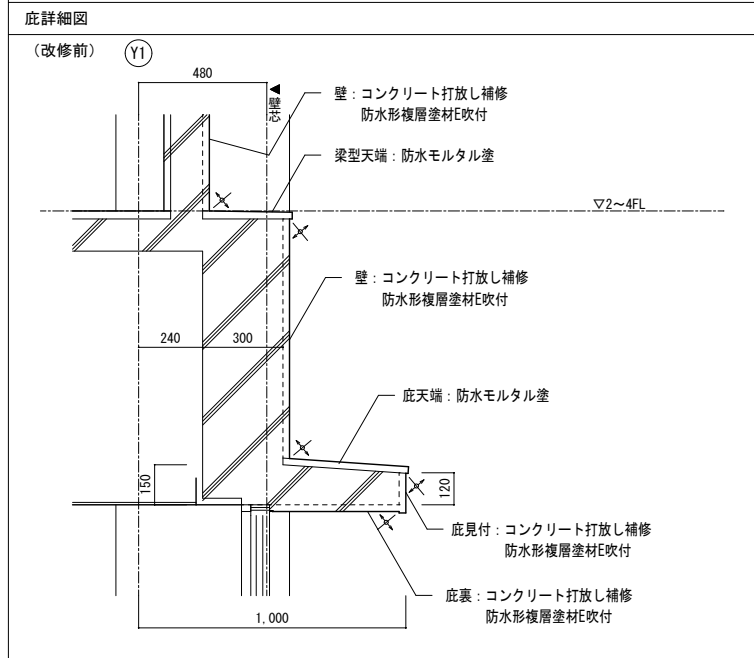 庇詳細図
（改修前） Y1
480
壁芯
壁：コンクリート打放し補修
防水形複層塗材E吹付
梁型天端：防水モルタル塗
▽2～4FL
壁：コンクリート打放し補修
防水形複層塗材E吹付
240
300
庇天端：防水モルタル塗
150
120
庇見付：コンクリート打放し補修
防水形複層塗材E吹付
庇裏：コンクリート打放し補修
防水形複層塗材E吹付
1,000